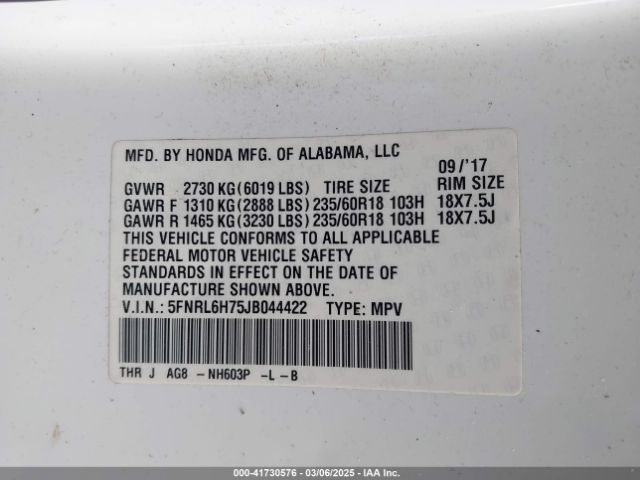 MFD. BY HONDA MFG. OF ALABAMA, LLC
09/'17
GVWR 2730 KG(6019 LBS) TIRE SIZE RIM SIZE
GAWR F 1310 KG(2888 LBS) 235/60R18 103H 18X7.5J
GAWR R 1465 KG(3230 LBS) 235/60R18 103H 18X7.5J
THIS VEHICLE CONFORMS TO ALL APPLICABLE
FEDERAL MOTOR VEHICLE SAFETY
STANDARDS IN EFFECT ON THE DATE OF
MANUFACTURE SHOWN ABOVE.
V.I.N.: 5FNRL6H75JB044422 TYPE: MPV
THR J AG8 -NH603P -L-B
000-41730576 | 03/06/2025 | IAA Inc.